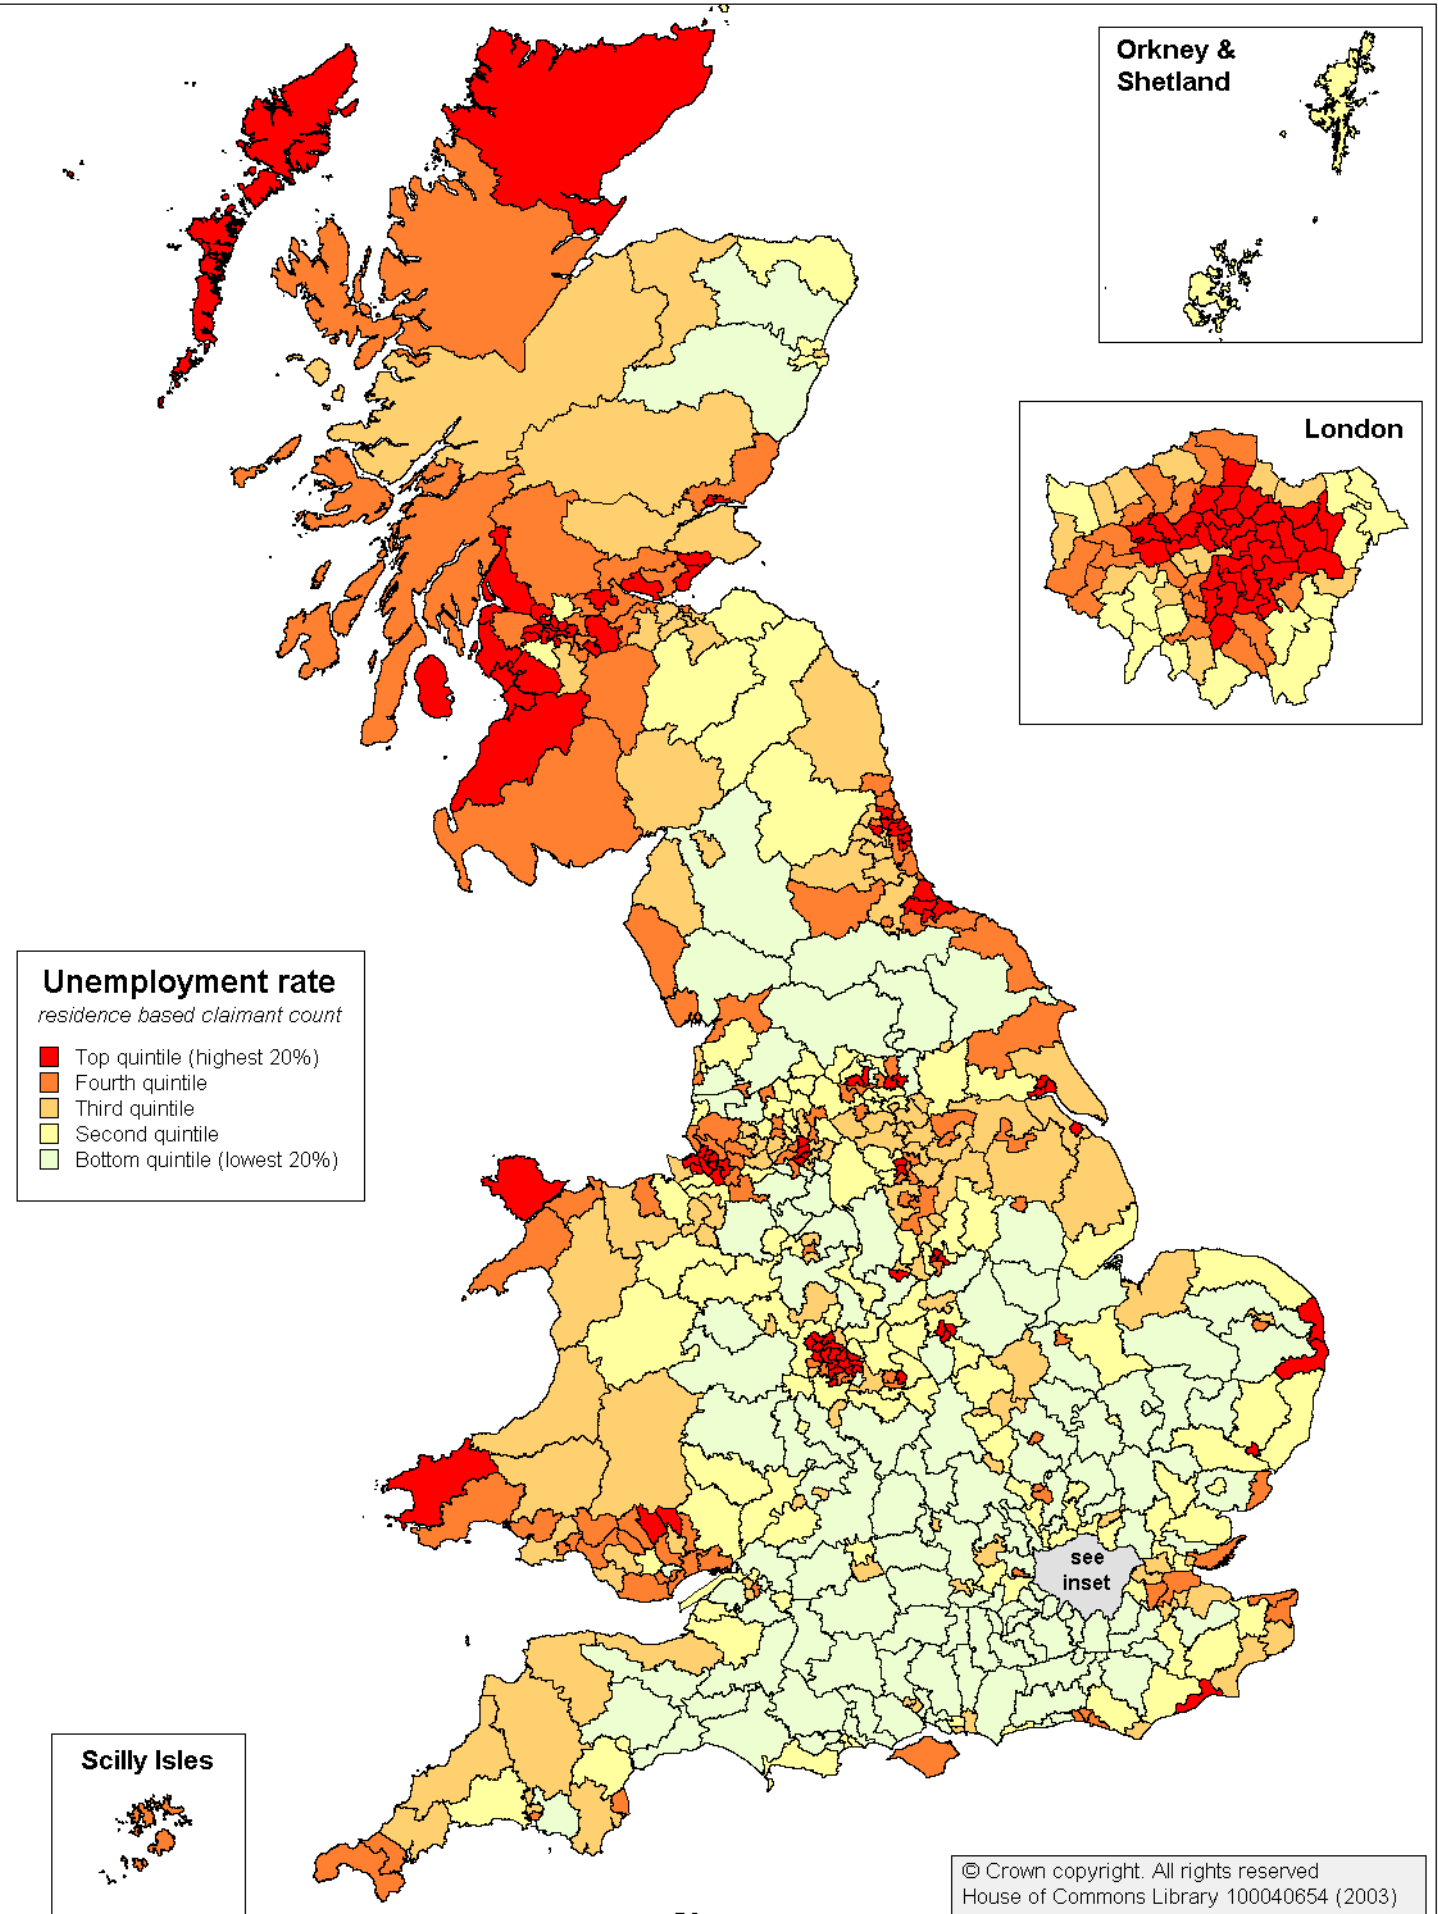 Orkney &
Shetland
London
Unemployment rate
residence based claimant count
Top quintile (highest 20%)
Fourth quintile
Third quintile
Second quintile
Bottom quintile (lowest 20%)
see
inset
Scilly Isles
© Crown copyright. All rights reserved
House of Commons Library 100040654 (2003)